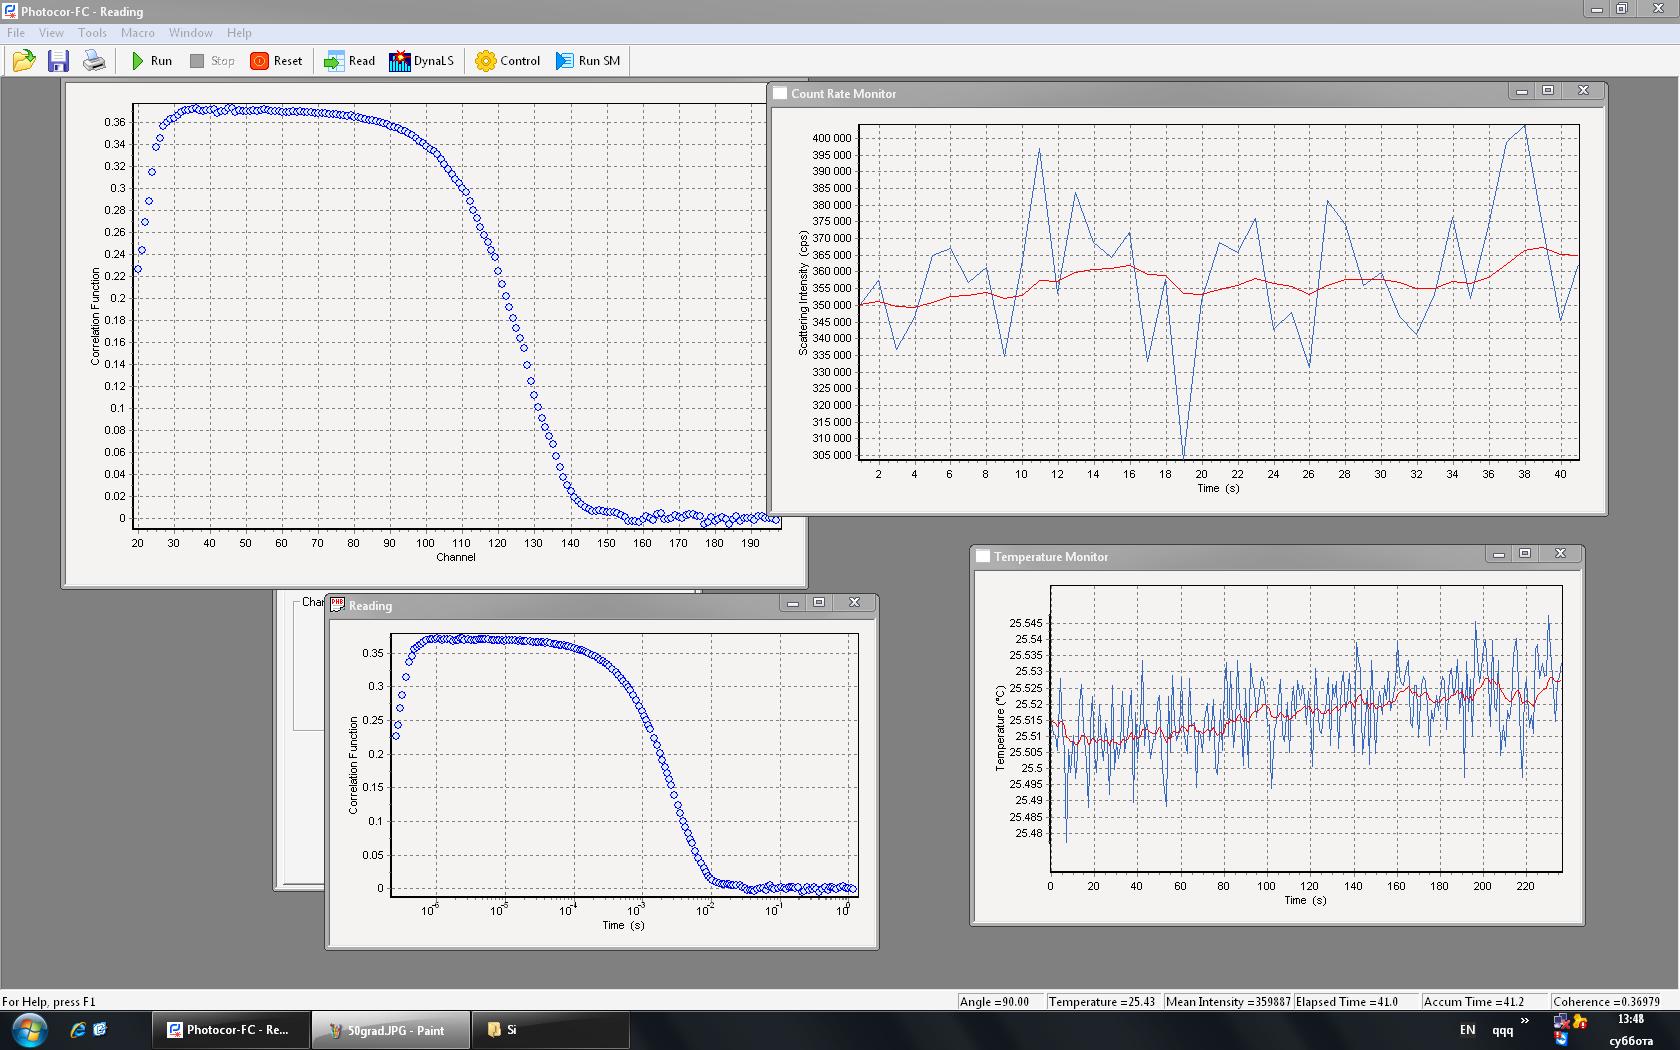 Photocor-FC - Reading
File View Tools Macro Window Help
Run Stop Reset Read DynaLS Control Run SM
Correlation Function
0.36
0.34
0.32
0.3
0.28
0.26
0.24
0.22
0.2
0.18
0.16
0.14
0.12
0.1
0.08
0.06
0.04
0.02
0
20 30 40 50 60 70 80 90 100 110 120 130 140 150 160 170 180 190
Channel
Count Rate Monitor
Scattering Intensity (cps)
400 000
395 000
390 000
385 000
380 000
375 000
370 000
365 000
360 000
355 000
350 000
345 000
340 000
335 000
330 000
325 000
320 000
315 000
310 000
305 000
2 4 6 8 10 12 14 16 18 20 22 24 26 28 30 32 34 36 38 40
Time (s)
Reading
Correlation Function
0.35
0.3
0.25
0.2
0.15
0.1
0.05
0
10-6 10-5 10-4 10-3 10-2 10-1 100
Time (s)
Temperature Monitor
Temperature (°C)
25.545
25.54
25.535
25.53
25.525
25.52
25.515
25.51
25.505
25.5
25.495
25.49
25.485
25.48
0 20 40 60 80 100 120 140 160 180 200 220
Time (s)
For Help, press F1
Angle =90.00 Temperature =25.43 Mean Intensity =359887 Elapsed Time =41.0 Accum Time =41.2 Coherence =0.36979
Photocor-FC - Re... 50grad.JPG - Paint Si EN qqq » 13:48
суббота